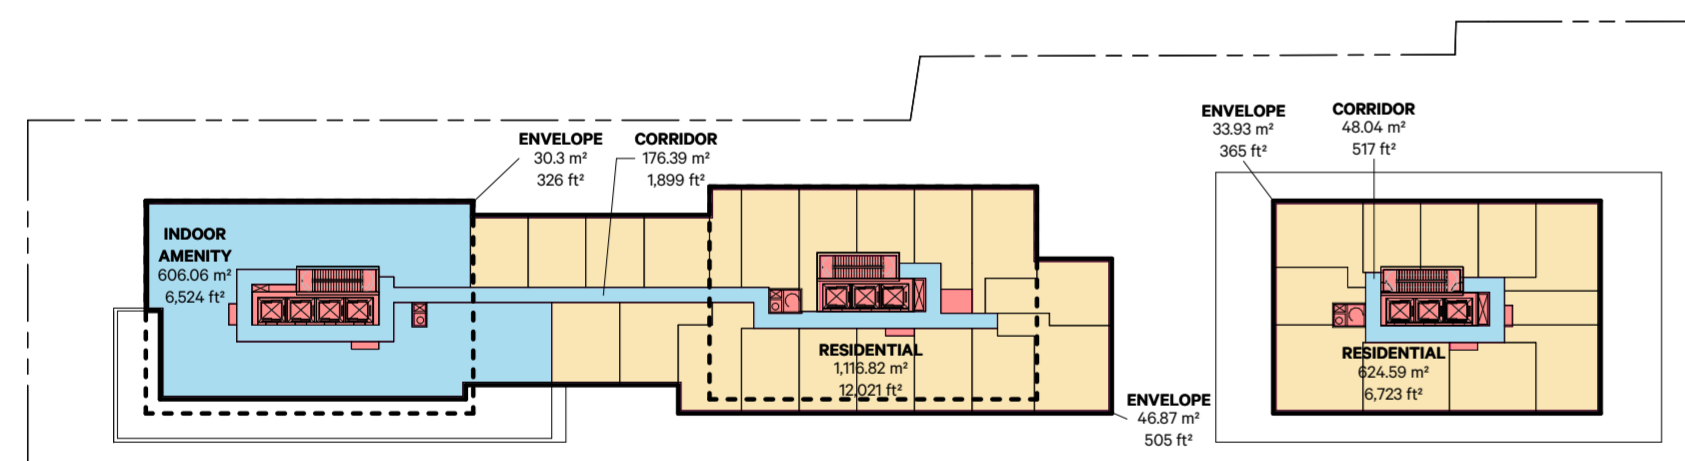 ENVELOPE
30.3 m²
326 ft²
CORRIDOR
176.39 m²
1,899 ft²
ENVELOPE
33.93 m²
365 ft²
CORRIDOR
48.04 m²
517 ft²
INDOOR
AMENITY
606.06 m²
6,524 ft²
RESIDENTIAL
1,116.82 m²
12,021 ft²
ENVELOPE
46.87 m²
505 ft²
RESIDENTIAL
624.59 m²
6,723 ft²